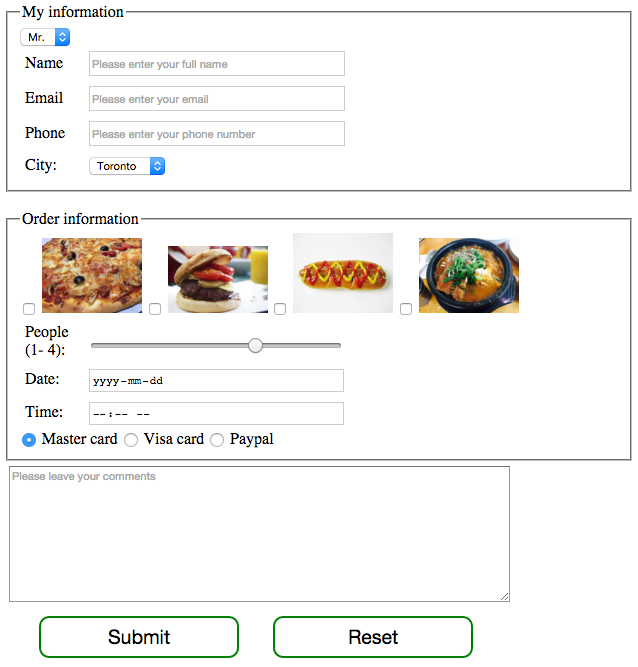 My information
Mr.
Name Please enter your full name
Email Please enter your email
Phone Please enter your phone number
City: Toronto
Order information
People
(1- 4):
Date: yyyy-mm-dd
Time: --:-- --
Master card Visa card Paypal
Please leave your comments
Submit Reset